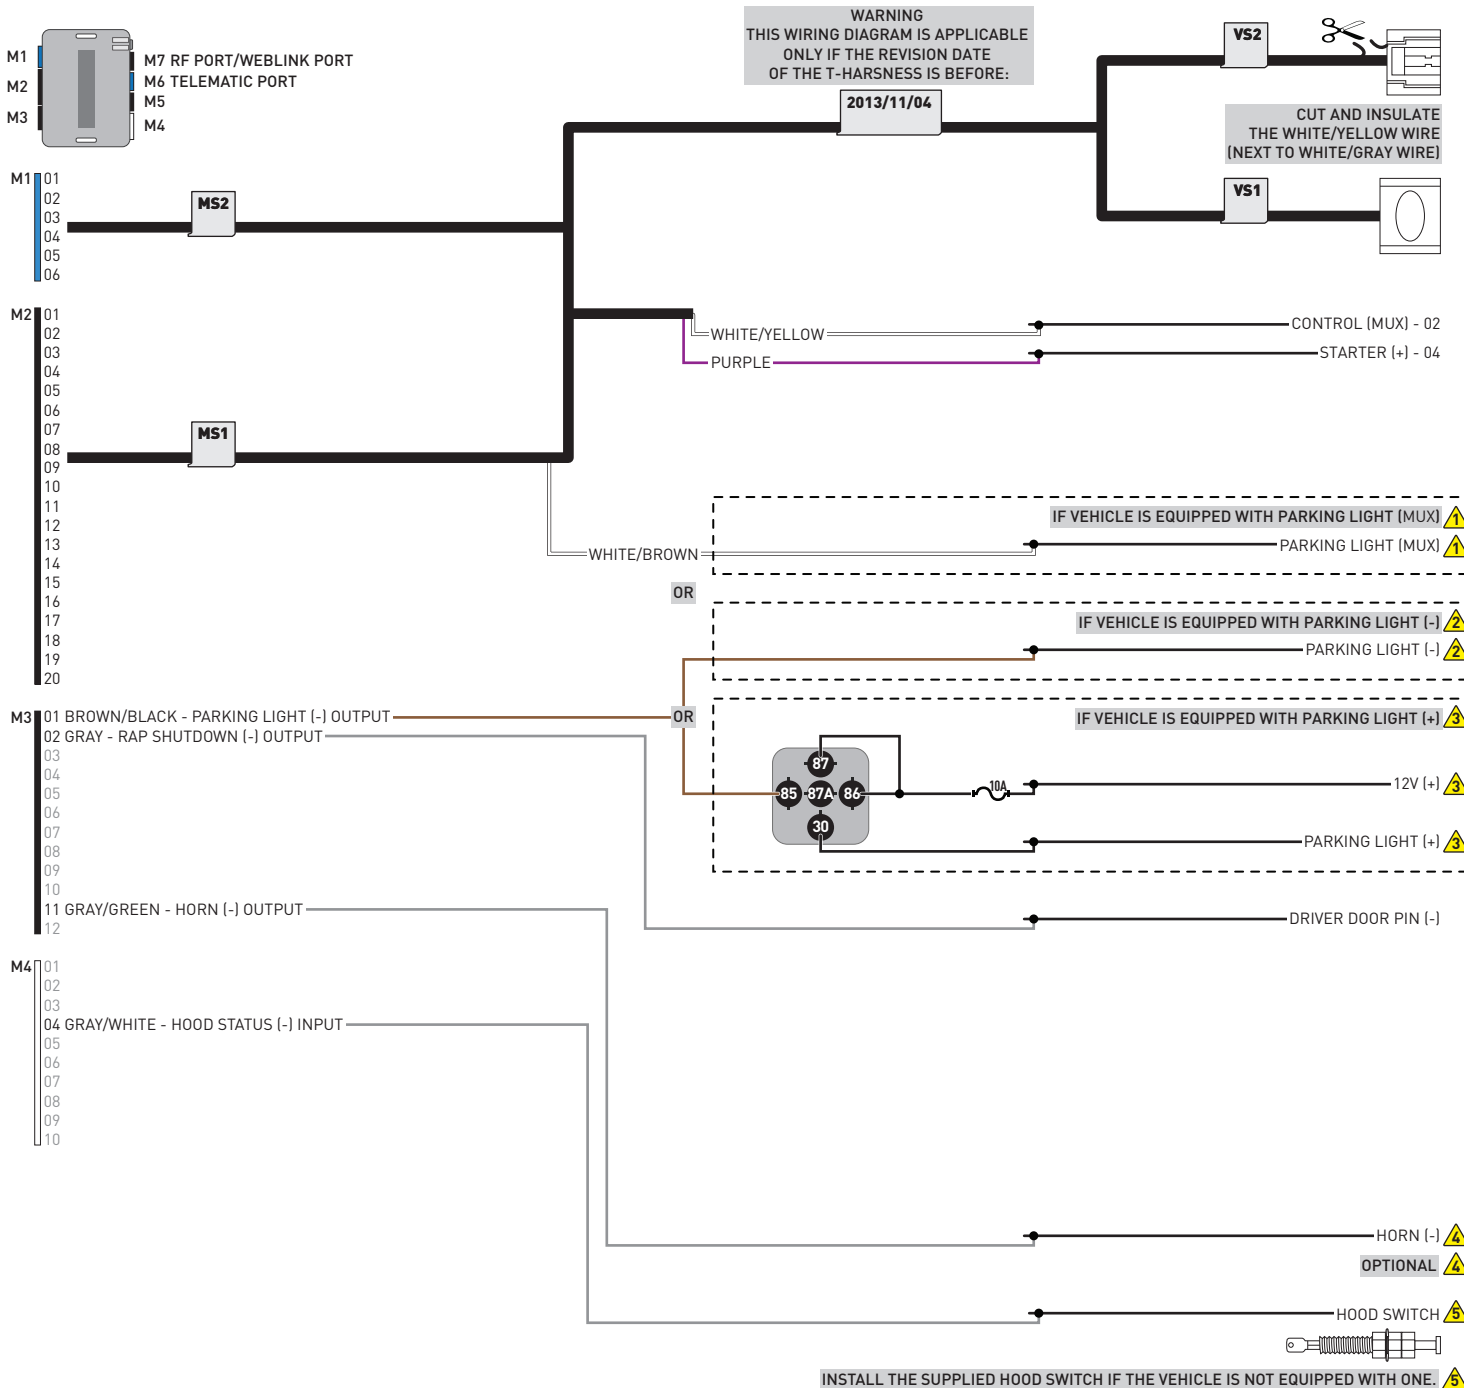 WARNING
THIS WIRING DIAGRAM IS APPLICABLE
ONLY IF THE REVISION DATE
OF THE T-HARSNESS IS BEFORE:
2013/11/04
VS2
CUT AND INSULATE
THE WHITE/YELLOW WIRE
(NEXT TO WHITE/GRAY WIRE)
VS1
M1
M2
M3
M7 RF PORT/WEBLINK PORT
M6 TELEMATIC PORT
M5
M4
M1 01
02
03
04
05
06
MS2
M2 01
02
03
04
05
06
07
08
09
10
11
12
13
14
15
16
17
18
19
20
MS1
WHITE/YELLOW
CONTROL (MUX) - 02
PURPLE
STARTER (+) - 04
IF VEHICLE IS EQUIPPED WITH PARKING LIGHT (MUX) 1
WHITE/BROWN
PARKING LIGHT (MUX) 1
OR
IF VEHICLE IS EQUIPPED WITH PARKING LIGHT (-) 2
PARKING LIGHT (-) 2
M3 01 BROWN/BLACK - PARKING LIGHT (-) OUTPUT
02 GRAY - RAP SHUTDOWN (-) OUTPUT
03
04
05
06
07
08
09
10
11 GRAY/GREEN - HORN (-) OUTPUT
12
OR
IF VEHICLE IS EQUIPPED WITH PARKING LIGHT (+) 3
87
85 87A 86
30
10A
12V (+) 3
PARKING LIGHT (+) 3
DRIVER DOOR PIN (-)
M4 01
02
03
04 GRAY/WHITE - HOOD STATUS (-) INPUT
05
06
07
08
09
10
HORN (-) 4
OPTIONAL 4
HOOD SWITCH 5
INSTALL THE SUPPLIED HOOD SWITCH IF THE VEHICLE IS NOT EQUIPPED WITH ONE. 5